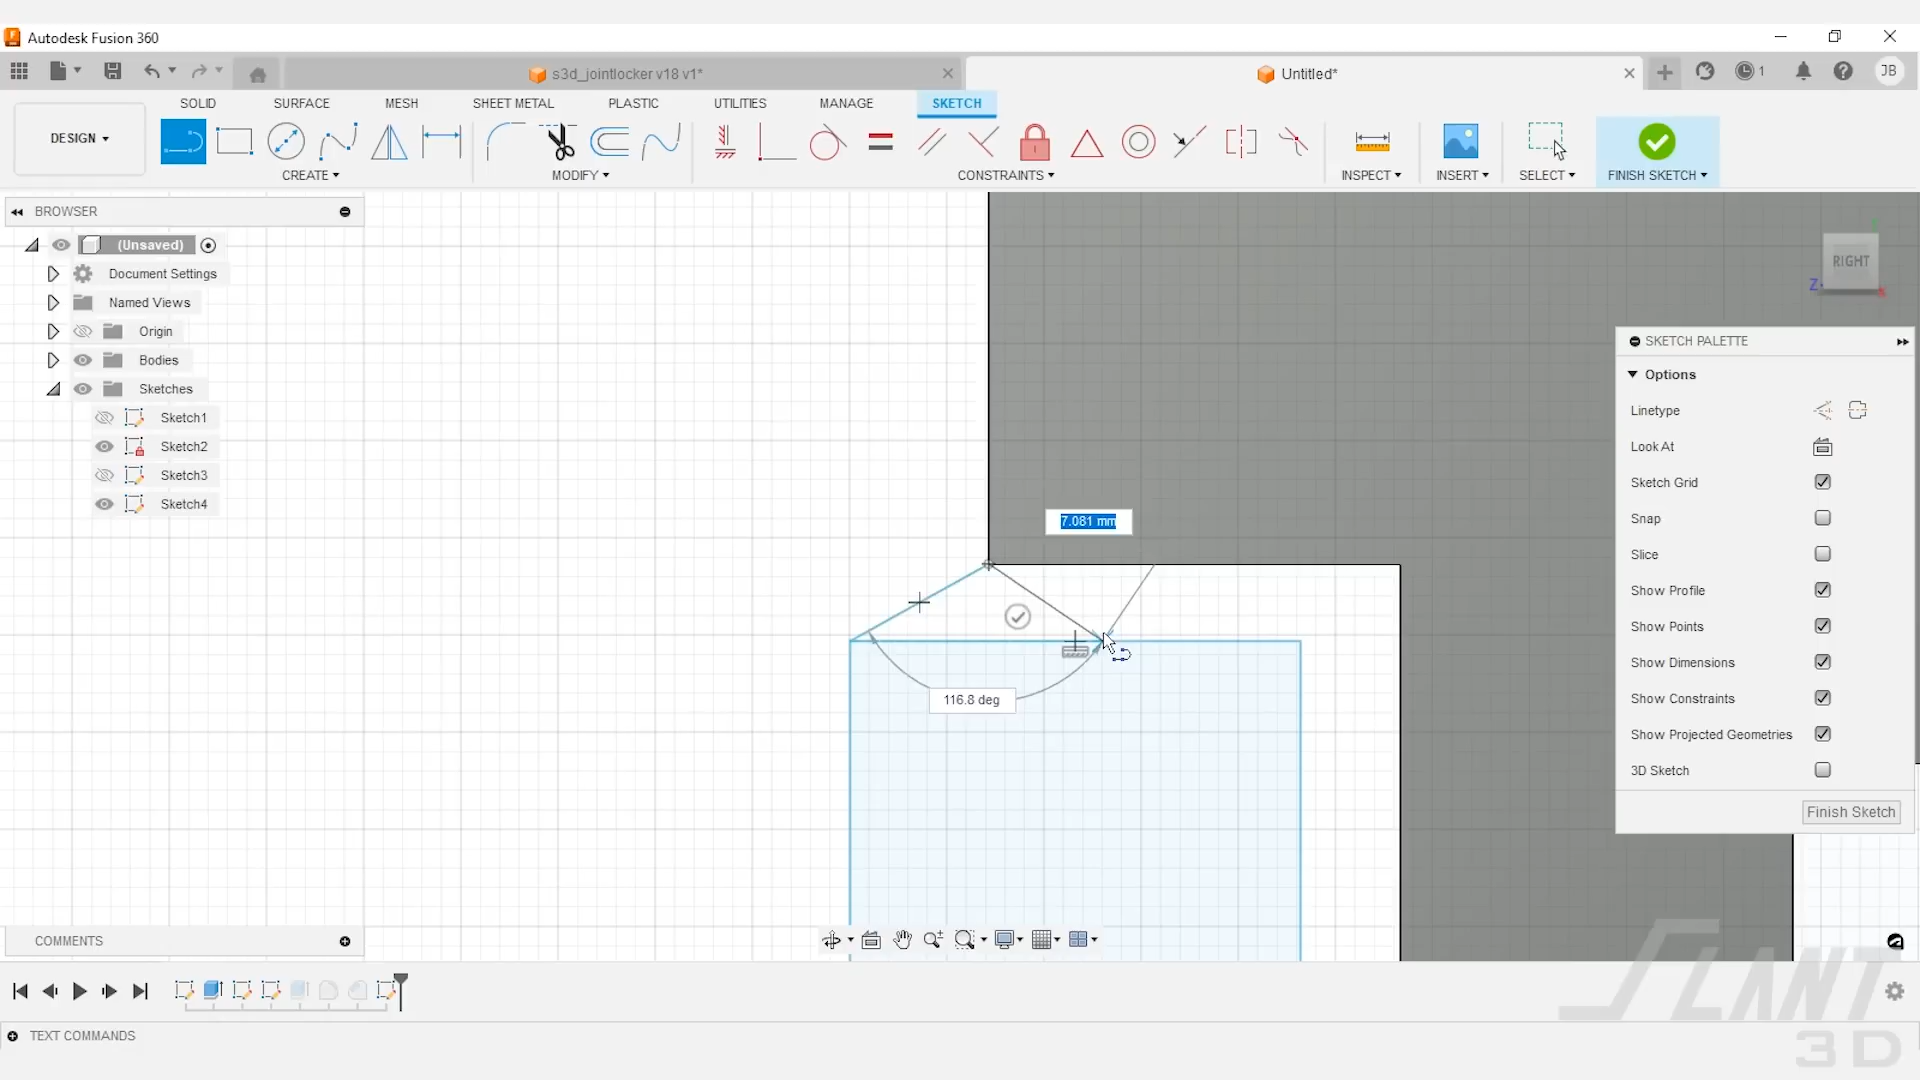 Autodesk Fusion 360
s3d_jointlocker v18 v1*
Untitled*
1
JB
DESIGN
SOLID
SURFACE
MESH
SHEET METAL
PLASTIC
UTILITIES
MANAGE
SKETCH
CREATE
MODIFY
CONSTRAINTS
INSPECT
INSERT
SELECT
FINISH SKETCH
BROWSER
(Unsaved)
Document Settings
Named Views
Origin
Bodies
Sketches
Sketch1
Sketch2
Sketch3
Sketch4
RIGHT
Z
X
7.081 mm
116.8 deg
SKETCH PALETTE
Options
Linetype
Look At
Sketch Grid
Snap
Slice
Show Profile
Show Points
Show Dimensions
Show Constraints
Show Projected Geometries
3D Sketch
Finish Sketch
COMMENTS
TEXT COMMANDS
SLANT
3D